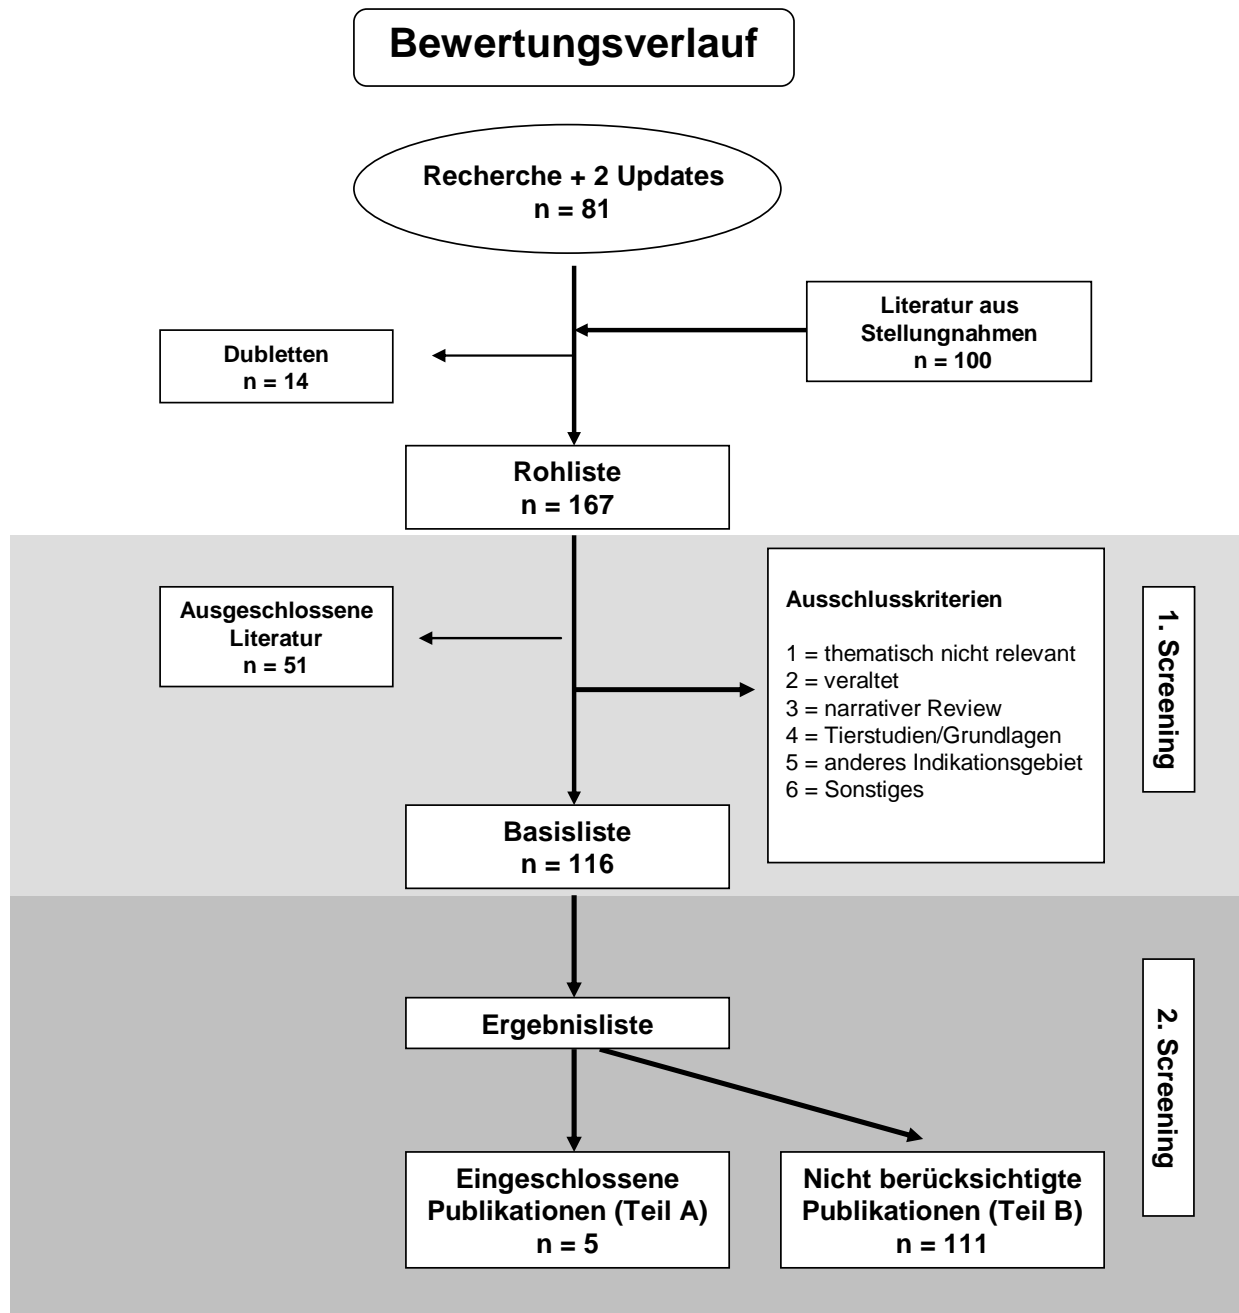 Bewertungsverlauf
Recherche + 2 Updates
n = 81
Literatur aus
Stellungnahmen
n = 100
Dubletten
n = 14
Rohliste
n = 167
Ausgeschlossene
Literatur
n = 51
Ausschlusskriterien
1 = thematisch nicht relevant
2 = veraltet
3 = narrativer Review
4 = Tierstudien/Grundlagen
5 = anderes Indikationsgebiet
6 = Sonstiges
1. Screening
Basisliste
n = 116
Ergebnisliste
2. Screening
Eingeschlossene
Publikationen (Teil A)
n = 5
Nicht berücksichtigte
Publikationen (Teil B)
n = 111